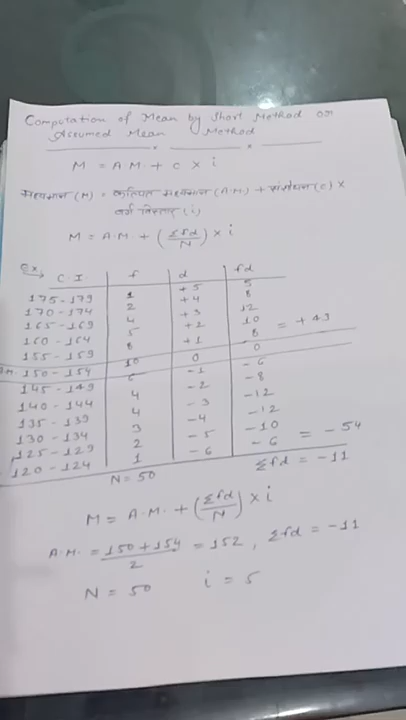 Computation of Mean by Short Method or
Assumed Mean Method
M = A.M. + C × i
मध्यमान (M) = कल्पित मध्यमान (A.M.) + संशोधन (C) ×
वर्ग विस्तार (i)
M = A.M. + (Σfd/N) × i
Ex. C.I f d fd
175-179 1 +5 5
170-174 2 +4 8
165-169 4 +3 12
160-164 5 +2 10
155-159 8 +1 8 = +43
A.M. 150-154 10 0 0
145-149 6 -1 -6
140-144 4 -2 -8
135-139 4 -3 -12
130-134 3 -4 -12
125-129 2 -5 -10
120-124 1 -6 -6 = -54
N = 50 Σfd = -11
M = A.M. + (Σfd/N) × i
A.M. = 150+154/2 = 152, Σfd = -11
N = 50 i = 5